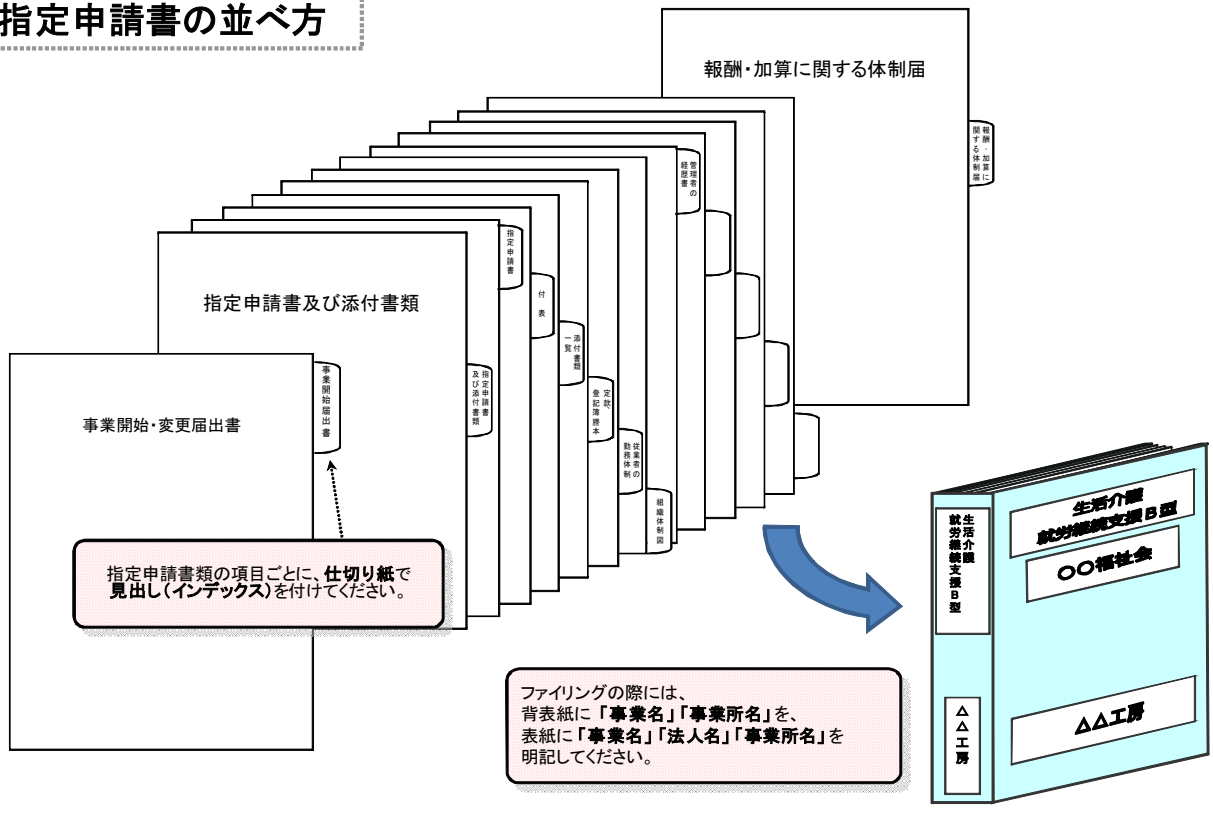 指定申請書の並べ方
報酬・加算に関する体制届
報酬・加算に
関する体制届
管理者の
経歴書
指定申請書
付表
添付書類
一覧
定款、
登記簿謄本
従業者の
勤務体制
組織体制図
指定申請書及び添付書類
指定申請書
及び添付書類
事業開始・変更届出書
事業開始届出書
指定申請書類の項目ごとに、仕切り紙で
見出し(インデックス)を付けてください。
ファイリングの際には、
背表紙に「事業名」「事業所名」を、
表紙に「事業名」「法人名」「事業所名」を
明記してください。
生活介護
就労継続支援B型
△△工房
生活介護
就労継続支援B型
〇〇福祉会
△△工房